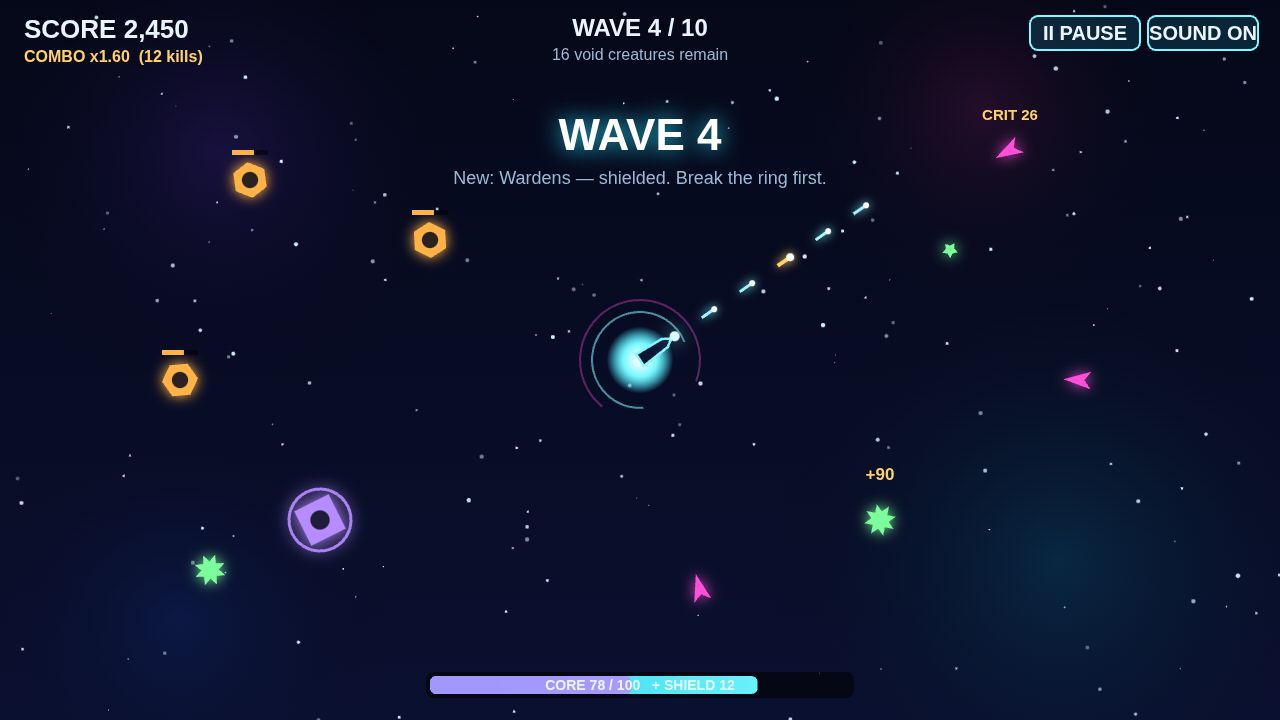 SCORE 2,450
COMBO x1.60 (12 kills)
WAVE 4 / 10
16 void creatures remain
II PAUSE
SOUND ON
CRIT 26
WAVE 4
New: Wardens — shielded. Break the ring first.
+90
CORE 78 / 100 + SHIELD 12